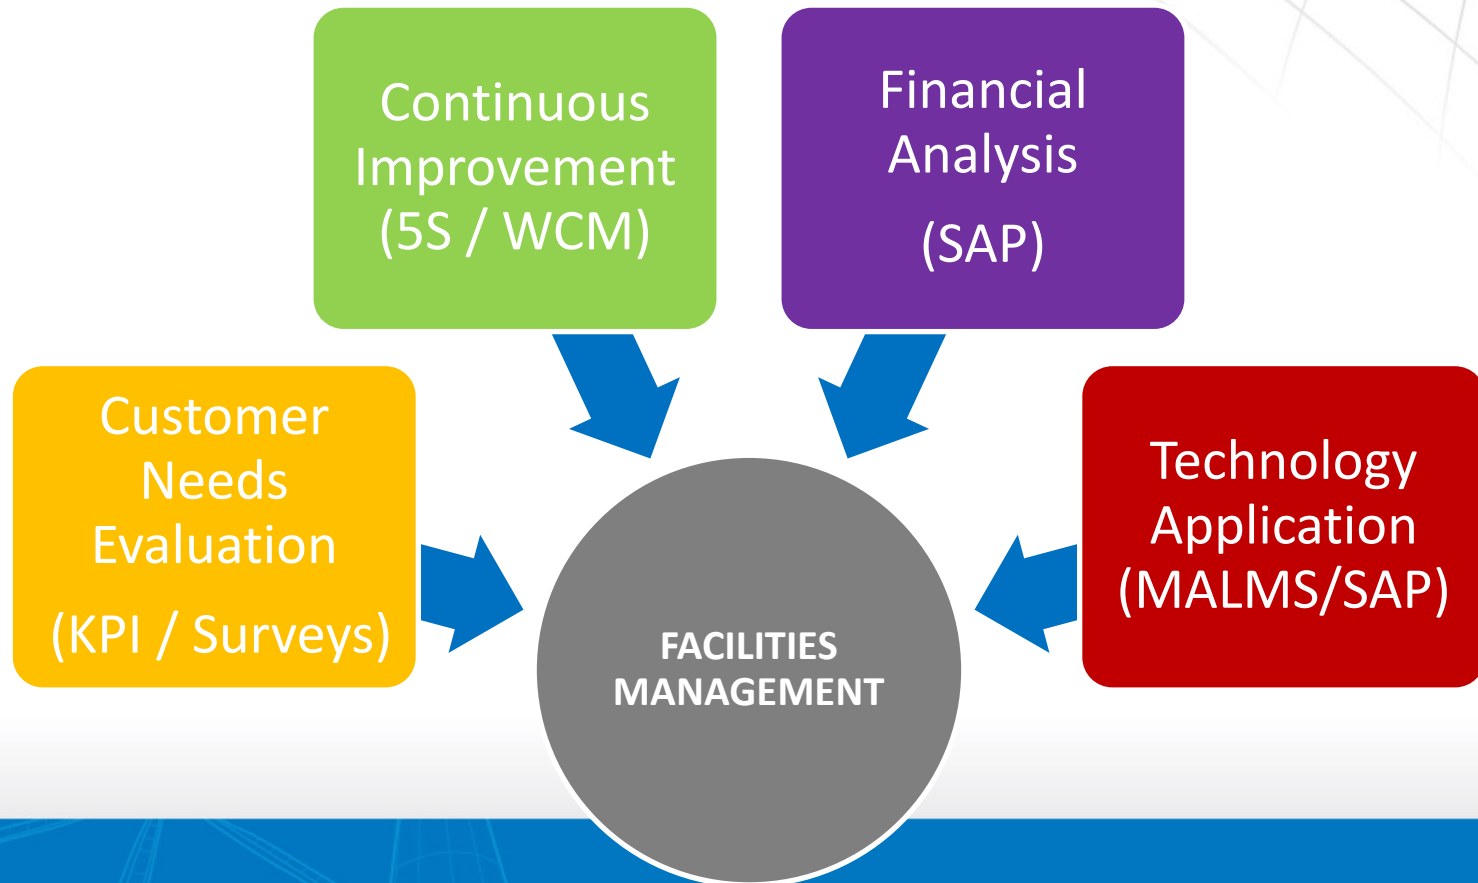 Continuous
Improvement
(5S / WCM)
Financial
Analysis
(SAP)
Customer
Needs
Evaluation
(KPI / Surveys)
Technology
Application
(MALMS/SAP)
FACILITIES
MANAGEMENT